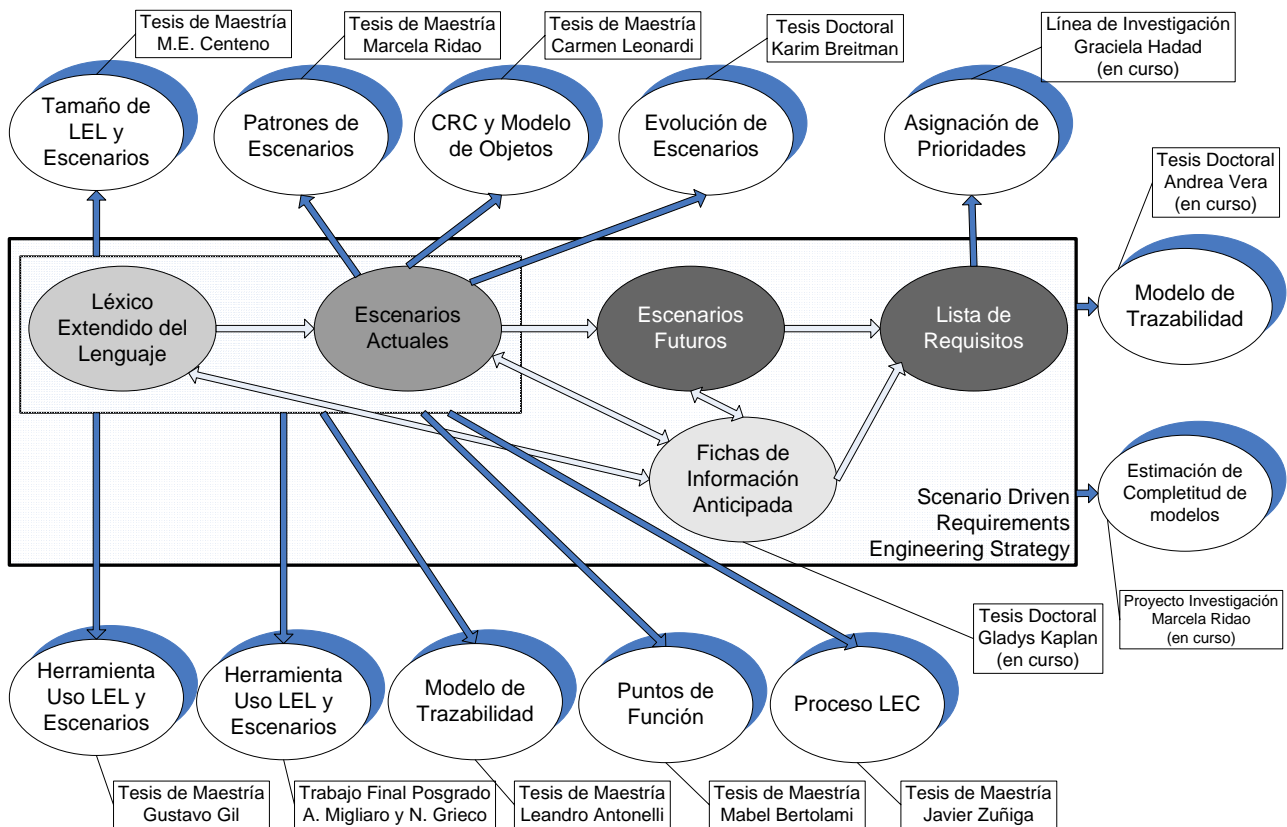 Tesis de Maestría
M.E. Centeno
Tesis de Maestría
Marcela Ridao
Tesis de Maestría
Carmen Leonardi
Tesis Doctoral
Karim Breitman
Línea de Investigación
Graciela Hadad
(en curso)
Tamaño de
LEL y
Escenarios
Patrones de
Escenarios
CRC y Modelo
de Objetos
Evolución de
Escenarios
Asignación de
Prioridades
Tesis Doctoral
Andrea Vera
(en curso)
Léxico
Extendido del
Lenguaje
Escenarios
Actuales
Escenarios
Futuros
Lista de
Requisitos
Modelo de
Trazabilidad
Fichas de
Información
Anticipada
Scenario Driven
Requirements
Engineering Strategy
Estimación de
Completitud de
modelos
Proyecto Investigación
Marcela Ridao
(en curso)
Tesis Doctoral
Gladys Kaplan
(en curso)
Herramienta
Uso LEL y
Escenarios
Herramienta
Uso LEL y
Escenarios
Modelo de
Trazabilidad
Puntos de
Función
Proceso LEC
Tesis de Maestría
Gustavo Gil
Trabajo Final Posgrado
A. Migliaro y N. Grieco
Tesis de Maestría
Leandro Antonelli
Tesis de Maestría
Mabel Bertolami
Tesis de Maestría
Javier Zuñiga